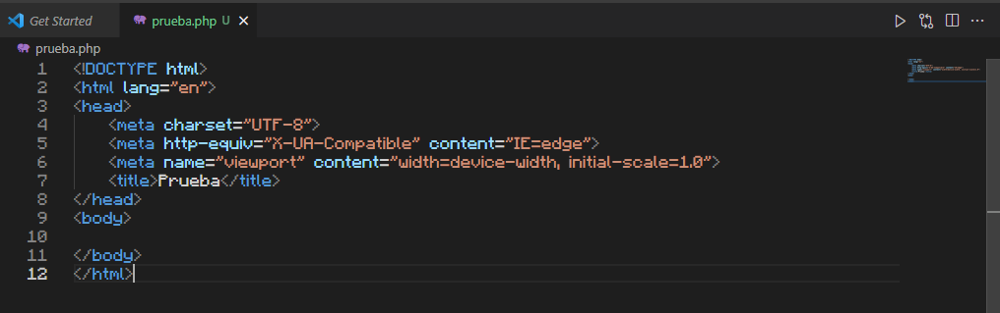 Get Started
prueba.php U
prueba.php
1 <!DOCTYPE html>
2 <html lang="en">
3 <head>
4 <meta charset="UTF-8">
5 <meta http-equiv="X-UA-Compatible" content="IE=edge">
6 <meta name="viewport" content="width=device-width, initial-scale=1.0">
7 <title>Prueba</title>
8 </head>
9 <body>
10
11 </body>
12 </html>